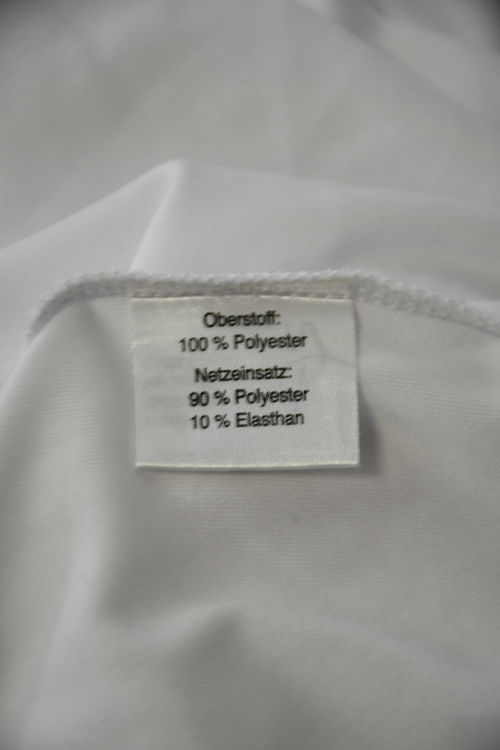 Oberstoff:
100 % Polyester
Netzeinsatz:
90 % Polyester
10 % Elasthan